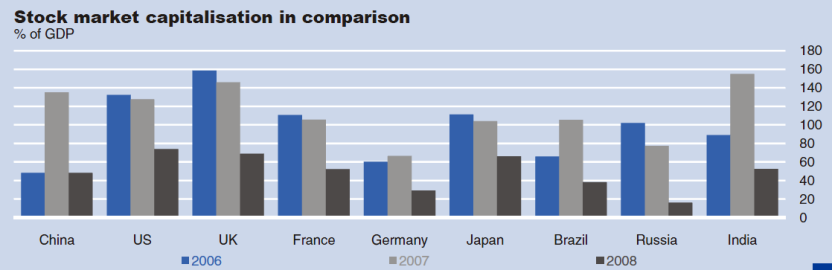 Stock market capitalisation in comparison
% of GDP
180
160
140
120
100
80
60
40
20
0
China US UK France Germany Japan Brazil Russia India
2006 2007 2008